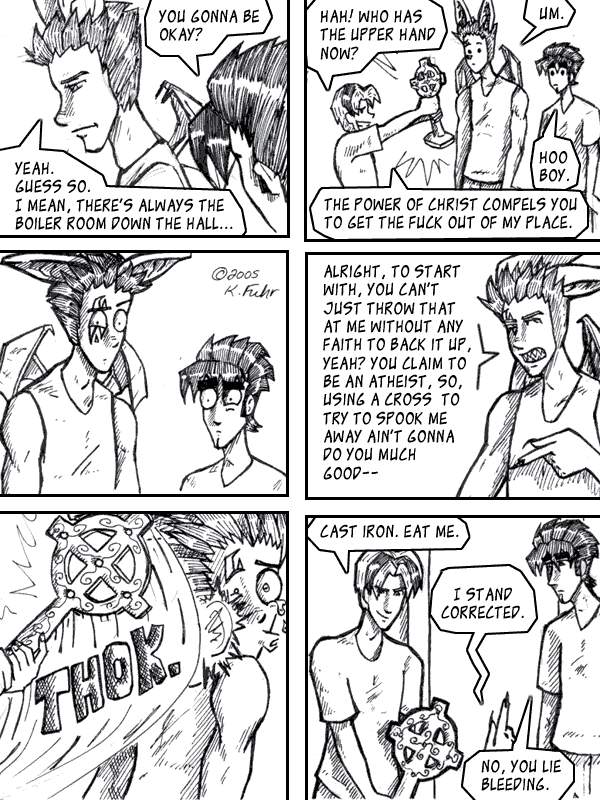 YOU GONNA BE
OKAY?
YEAH.
GUESS SO.
I MEAN, THERE'S ALWAYS THE
BOILER ROOM DOWN THE HALL...
HAH! WHO HAS
THE UPPER HAND
NOW?
UM.
HOO
BOY.
THE POWER OF CHRIST COMPELS YOU
TO GET THE FUCK OUT OF MY PLACE.
©2005
K. Fuhr
ALRIGHT, TO START
WITH, YOU CAN'T
JUST THROW THAT
AT ME WITHOUT ANY
FAITH TO BACK IT UP,
YEAH? YOU CLAIM TO
BE AN ATHEIST, SO,
USING A CROSS TO
TRY TO SPOOK ME
AWAY AIN'T GONNA
DO YOU MUCH
GOOD--
THOK.
CAST IRON. EAT ME.
I STAND
CORRECTED.
NO, YOU LIE
BLEEDING.